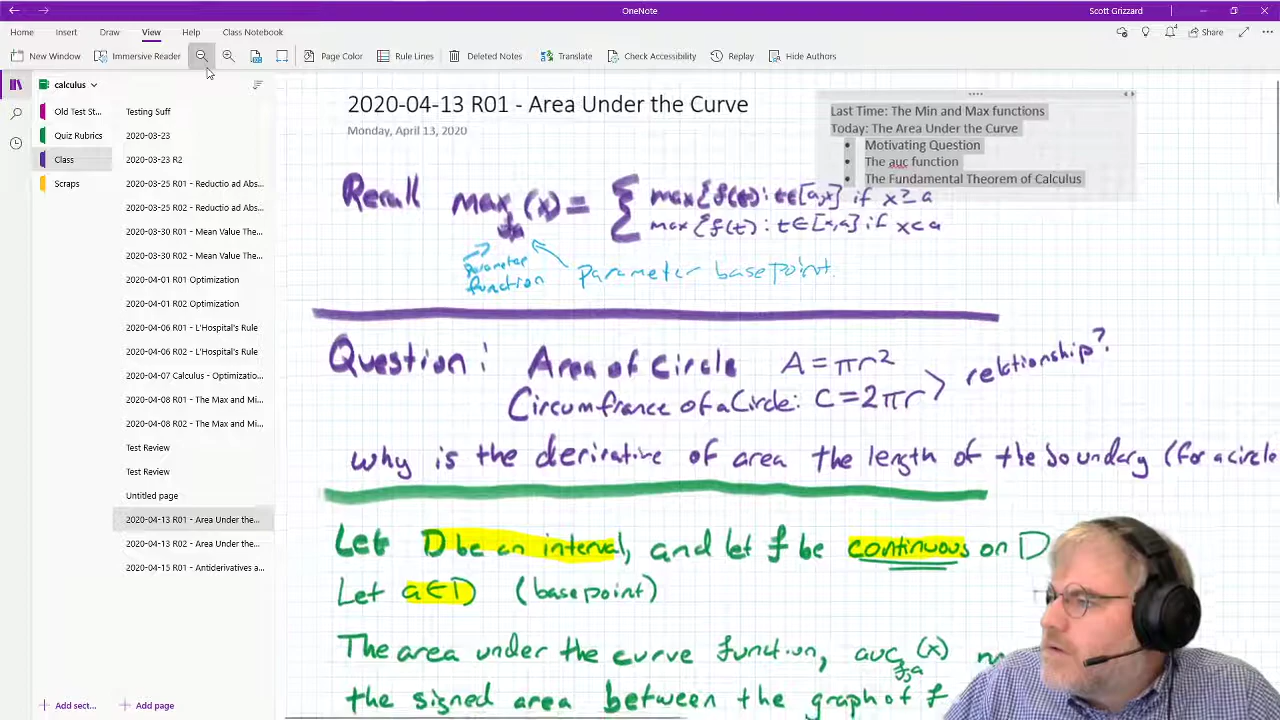 OneNote
Scott Grizzard
Home Insert Draw View Help Class Notebook
Share
New Window Immersive Reader Page Color Rule Lines Deleted Notes Translate Check Accessibility Replay Hide Authors
calculus
Old Test St...
Quiz Rubrics
Class
Scraps
Testing Suff
2020-03-23
2020-03-23 R2
2020-03-25 R01 - Reductio ad Abs...
2020-03-25 R02 - Reductio ad Abs...
2020-03-30 R01 - Mean Value The...
2020-03-30 R02 - Mean Value The...
2020-04-01 R01 Optimization
2020-04-01 R02 Optimization
2020-04-06 R01 - L'Hospital's Rule
2020-04-06 R02 - L'Hospital's Rule
2020-04-07 Calculus - Optimizatio...
2020-04-08 R01 - The Max and Mi...
2020-04-08 R02 - The Max and Mi...
Test Review
Test Review
Untitled page
2020-04-13 R01 - Area Under the...
2020-04-13 R02 - Area Under the...
2020-04-15 R01 - Antiderivatives a...
Add sect...
Add page
2020-04-13 R01 - Area Under the Curve
Monday, April 13, 2020
Last Time: The Min and Max functions
Today: The Area Under the Curve
• Motivating Question
• The auc function
• The Fundamental Theorem of Calculus
Recall max (x) = { max{f(t): t∈[a,x] if x≥a
max{f(t): t∈[x,a] if x<a
parameter function
parameter basepoint.
Question: Area of Circle A = πr²
Circumfrance of a Circle: C = 2πr > relationship?
why is the derivative of area the length of the boundary (for a circle
Let D be an interval, and let f be continuous on D
Let a∈D (basepoint)
The area under the curve function, auc f,a (x)
the signed area between the graph of f